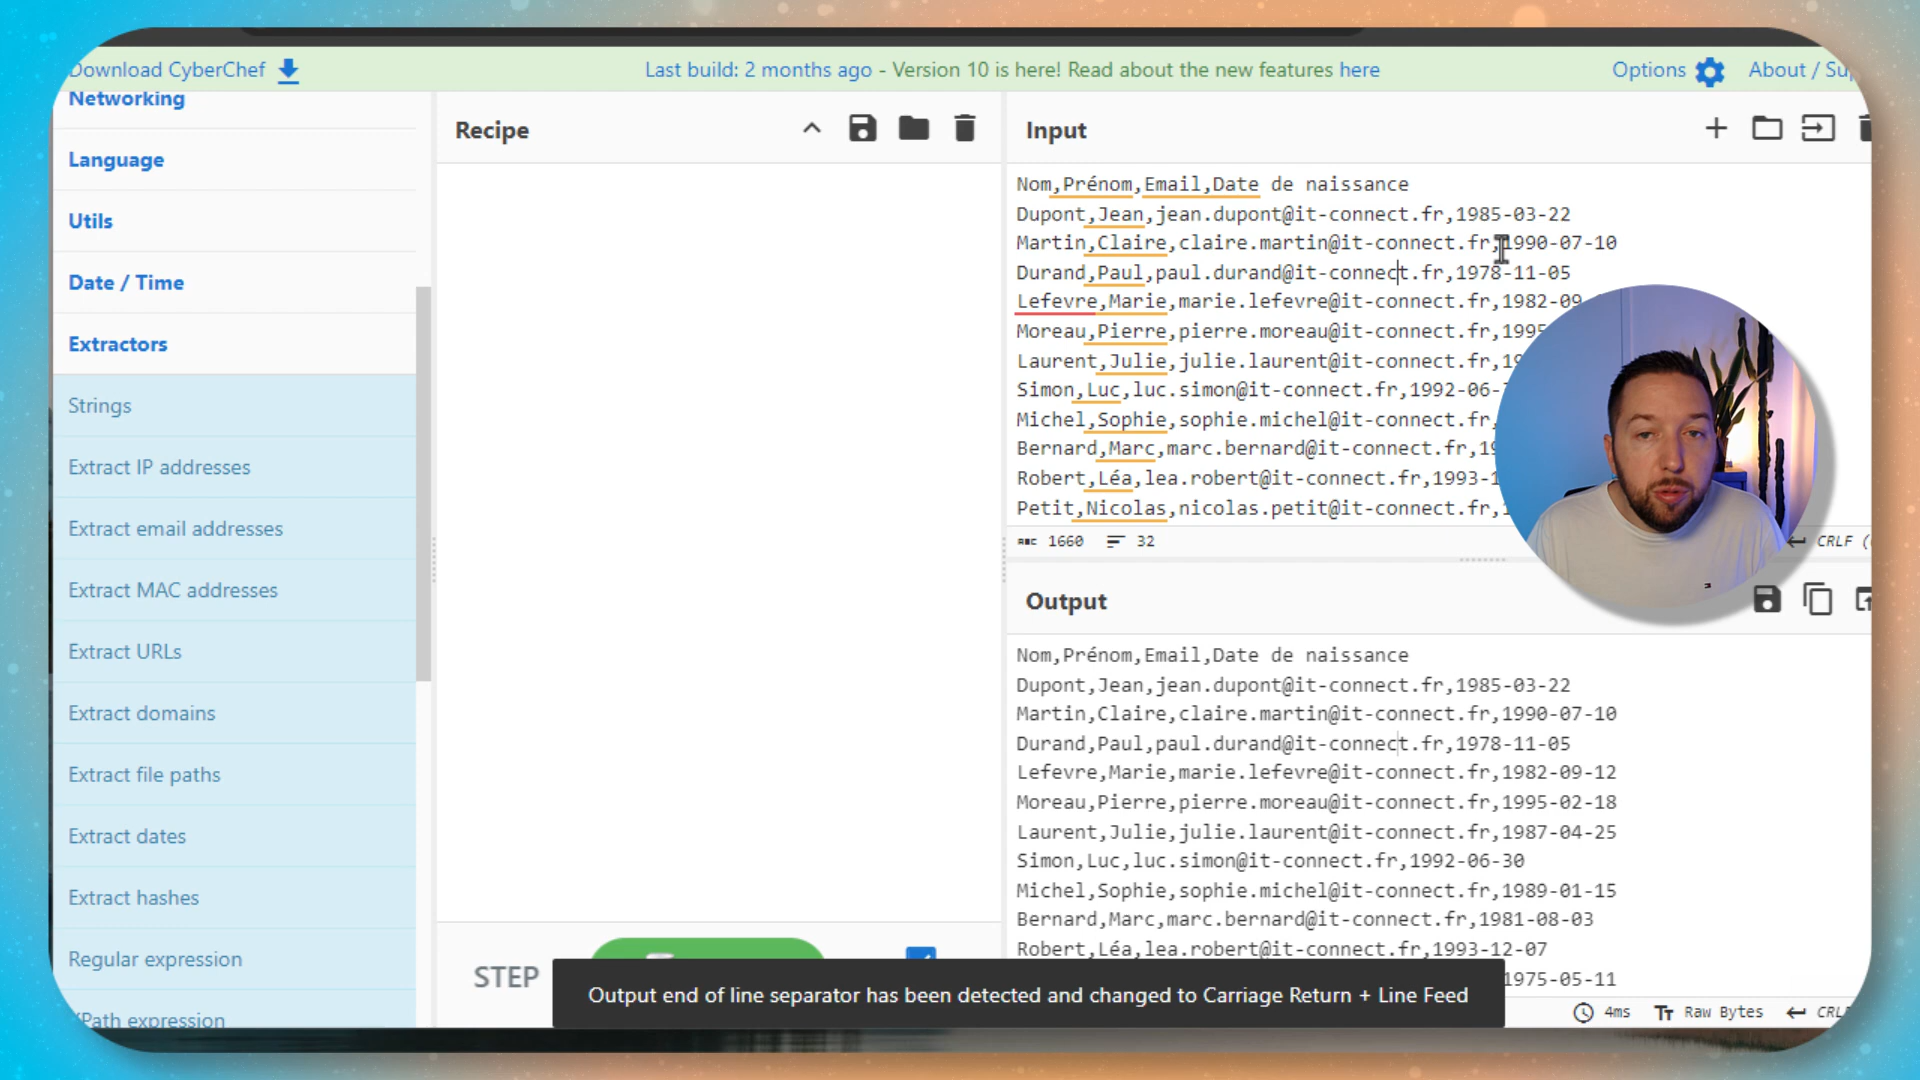 Download CyberChef
Last build: 2 months ago - Version 10 is here! Read about the new features here
Options
About /
Networking
Language
Utils
Date / Time
Extractors
Strings
Extract IP addresses
Extract email addresses
Extract MAC addresses
Extract URLs
Extract domains
Extract file paths
Extract dates
Extract hashes
Regular expression
Path expression
Recipe
STEP
Input
Nom,Prénom,Email,Date de naissance
Dupont,Jean,jean.dupont@it-connect.fr,1985-03-22
Martin,Claire,claire.martin@it-connect.fr,1990-07-10
Durand,Paul,paul.durand@it-connect.fr,1978-11-05
Lefevre,Marie,marie.lefevre@it-connect.fr,1982-09
Moreau,Pierre,pierre.moreau@it-connect.fr,1995
Laurent,Julie,julie.laurent@it-connect.fr,19
Simon,Luc,luc.simon@it-connect.fr,1992-06-
Michel,Sophie,sophie.michel@it-connect.fr,
Bernard,Marc,marc.bernard@it-connect.fr,19
Robert,Léa,lea.robert@it-connect.fr,1993-1
Petit,Nicolas,nicolas.petit@it-connect.fr,1
1660 32 CRLF
Output
Nom,Prénom,Email,Date de naissance
Dupont,Jean,jean.dupont@it-connect.fr,1985-03-22
Martin,Claire,claire.martin@it-connect.fr,1990-07-10
Durand,Paul,paul.durand@it-connect.fr,1978-11-05
Lefevre,Marie,marie.lefevre@it-connect.fr,1982-09-12
Moreau,Pierre,pierre.moreau@it-connect.fr,1995-02-18
Laurent,Julie,julie.laurent@it-connect.fr,1987-04-25
Simon,Luc,luc.simon@it-connect.fr,1992-06-30
Michel,Sophie,sophie.michel@it-connect.fr,1989-01-15
Bernard,Marc,marc.bernard@it-connect.fr,1981-08-03
Robert,Léa,lea.robert@it-connect.fr,1993-12-07
1975-05-11
4ms Raw Bytes CRL
Output end of line separator has been detected and changed to Carriage Return + Line Feed